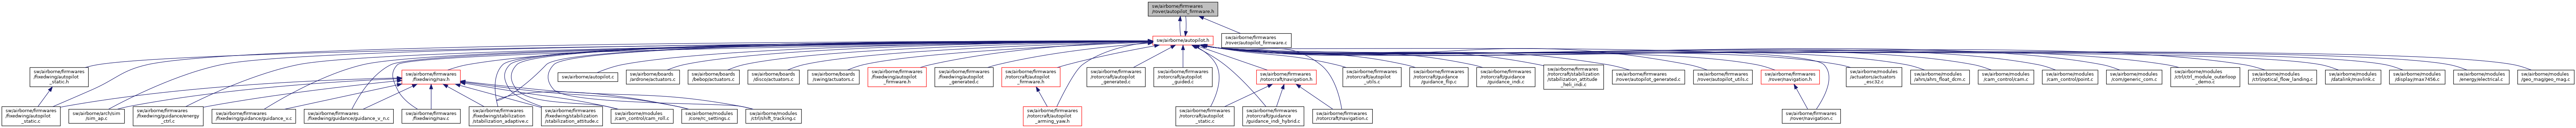 sw/airborne/firmwares
/rover/autopilot_firmware.h
sw/airborne/autopilot.h
sw/airborne/firmwares
/rover/autopilot_firmware.c
sw/airborne/firmwares
/fixedwing/autopilot
_static.h
sw/airborne/firmwares
/fixedwing/nav.h
sw/airborne/autopilot.c
sw/airborne/boards
/ardrone/actuators.c
sw/airborne/boards
/bebop/actuators.c
sw/airborne/boards
/disco/actuators.c
sw/airborne/boards
/swing/actuators.c
sw/airborne/firmwares
/fixedwing/autopilot
_firmware.h
sw/airborne/firmwares
/fixedwing/autopilot
_generated.c
sw/airborne/firmwares
/rotorcraft/autopilot
_firmware.h
sw/airborne/firmwares
/rotorcraft/autopilot
_generated.c
sw/airborne/firmwares
/rotorcraft/autopilot
_guided.c
sw/airborne/firmwares
/rotorcraft/navigation.h
sw/airborne/firmwares
/rotorcraft/autopilot
_utils.c
sw/airborne/firmwares
/rotorcraft/guidance
/guidance_flip.c
sw/airborne/firmwares
/rotorcraft/guidance
/guidance_indi.c
sw/airborne/firmwares
/rotorcraft/stabilization
/stabilization_attitude
_heli_indi.c
sw/airborne/firmwares
/rover/autopilot_generated.c
sw/airborne/firmwares
/rover/autopilot_utils.c
sw/airborne/firmwares
/rover/navigation.h
sw/airborne/modules
/actuators/actuators
_esc32.c
sw/airborne/modules
/ahrs/ahrs_float_dcm.c
sw/airborne/modules
/cam_control/cam.c
sw/airborne/modules
/cam_control/point.c
sw/airborne/modules
/com/generic_com.c
sw/airborne/modules
/ctrl/ctrl_module_outerloop
_demo.c
sw/airborne/modules
/ctrl/optical_flow_landing.c
sw/airborne/modules
/datalink/mavlink.c
sw/airborne/modules
/display/max7456.c
sw/airborne/modules
/energy/electrical.c
sw/airborne/modules
/geo_mag/geo_mag.c
sw/airborne/firmwares
/fixedwing/autopilot
_static.c
sw/airborne/arch/sim
/sim_ap.c
sw/airborne/firmwares
/fixedwing/guidance/energy
_ctrl.c
sw/airborne/firmwares
/fixedwing/guidance/guidance_v.c
sw/airborne/firmwares
/fixedwing/guidance/guidance_v_n.c
sw/airborne/firmwares
/fixedwing/nav.c
sw/airborne/firmwares
/fixedwing/stabilization
/stabilization_adaptive.c
sw/airborne/firmwares
/fixedwing/stabilization
/stabilization_attitude.c
sw/airborne/modules
/cam_control/cam_roll.c
sw/airborne/modules
/core/rc_settings.c
sw/airborne/modules
/ctrl/shift_tracking.c
sw/airborne/firmwares
/rotorcraft/autopilot
_arming_yaw.h
sw/airborne/firmwares
/rotorcraft/autopilot
_static.c
sw/airborne/firmwares
/rotorcraft/guidance
/guidance_indi_hybrid.c
sw/airborne/firmwares
/rotorcraft/navigation.c
sw/airborne/firmwares
/rover/navigation.c